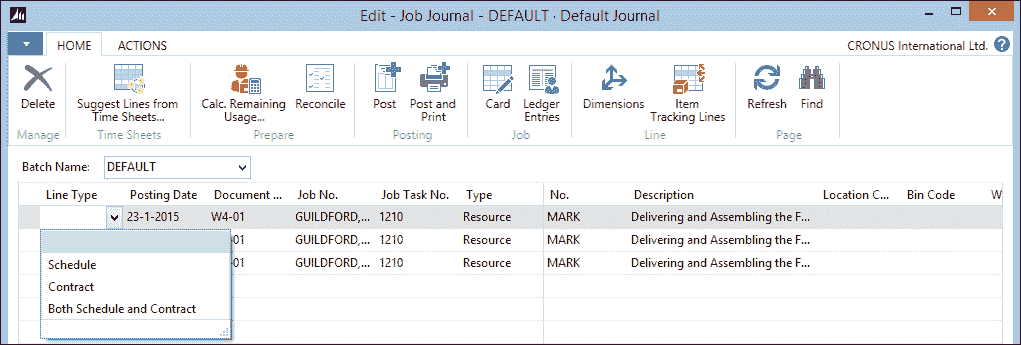 Edit - Job Journal - DEFAULT · Default Journal
HOME ACTIONS CRONUS International Ltd.
Delete Suggest Lines from Time Sheets... Calc. Remaining Usage... Reconcile Post Post and Print Card Ledger Entries Dimensions Item Tracking Lines Refresh Find
Manage Time Sheets Prepare Posting Job Line Page
Batch Name: DEFAULT
Line Type Posting Date Document ... Job No. Job Task No. Type No. Description Location C... Bin Code W
23-1-2015 W4-01 GUILDFORD,... 1210 Resource MARK Delivering and Assembling the F...
-01 GUILDFORD,... 1210 Resource MARK Delivering and Assembling the F...
Schedule -01 GUILDFORD,... 1210 Resource MARK Delivering and Assembling the F...
Contract
Both Schedule and Contract